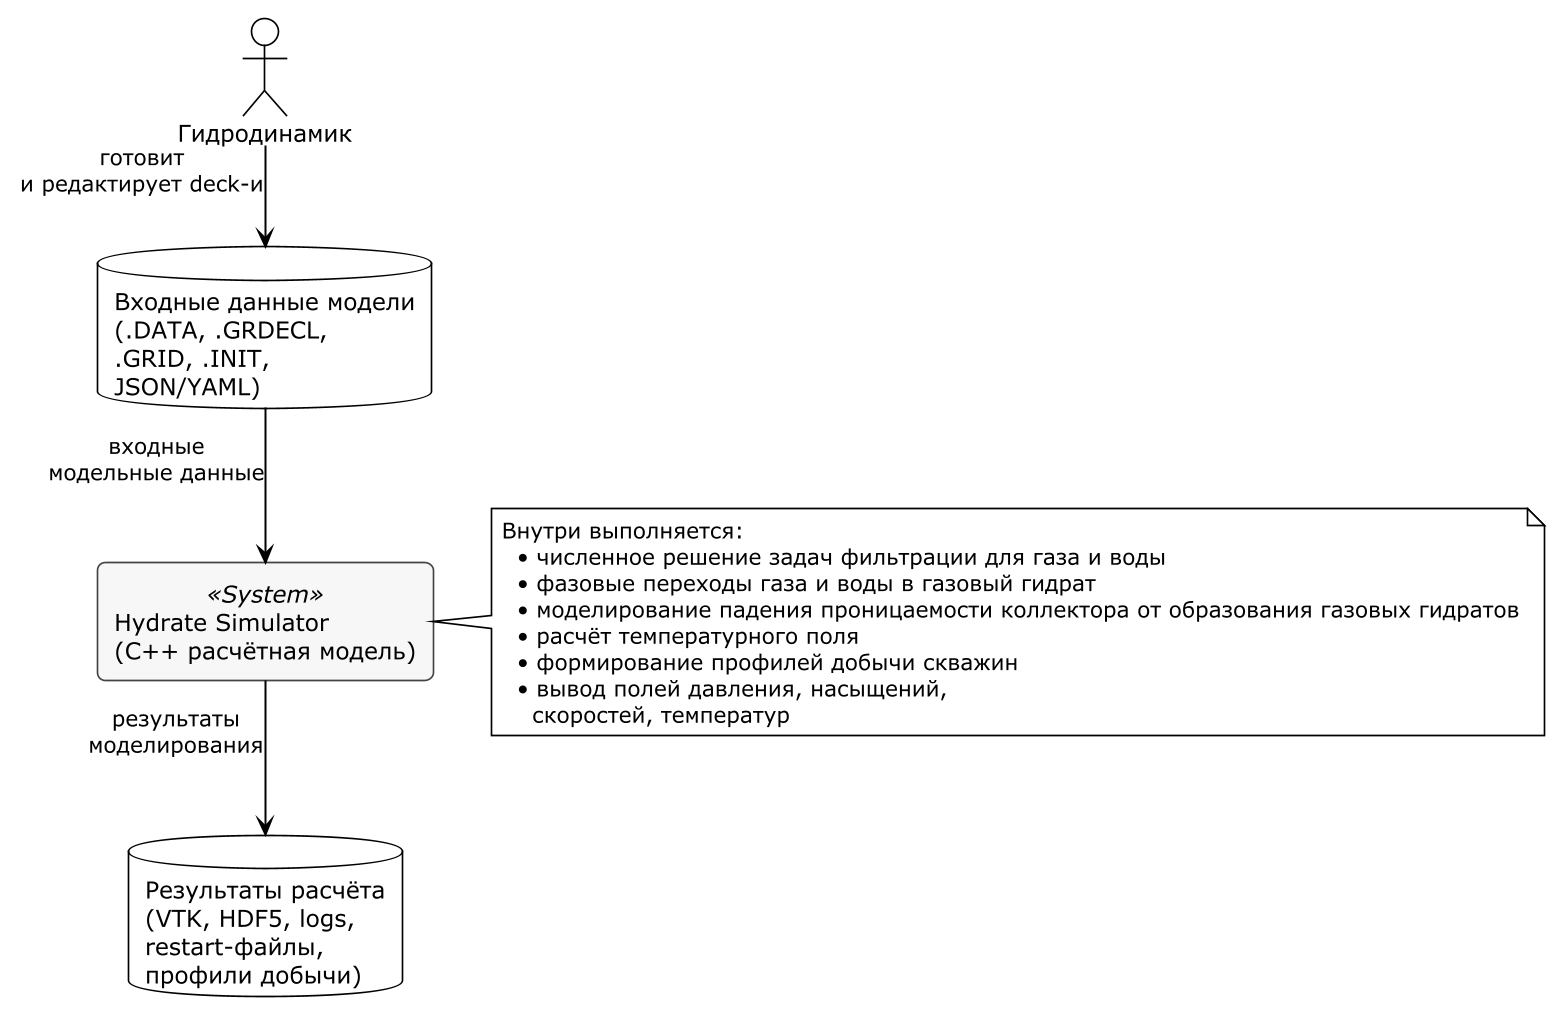 Гидродинамик
готовит
и редактирует deck-и
Входные данные модели
(.DATA, .GRDECL,
.GRID, .INIT,
JSON/YAML)
входные
модельные данные
«System»
Hydrate Simulator
(C++ расчётная модель)
Внутри выполняется:
• численное решение задач фильтрации для газа и воды
• фазовые переходы газа и воды в газовый гидрат
• моделирование падения проницаемости коллектора от образования газовых гидратов
• расчёт температурного поля
• формирование профилей добычи скважин
• вывод полей давления, насыщений,
скоростей, температур
результаты
моделирования
Результаты расчёта
(VTK, HDF5, logs,
restart-файлы,
профили добычи)